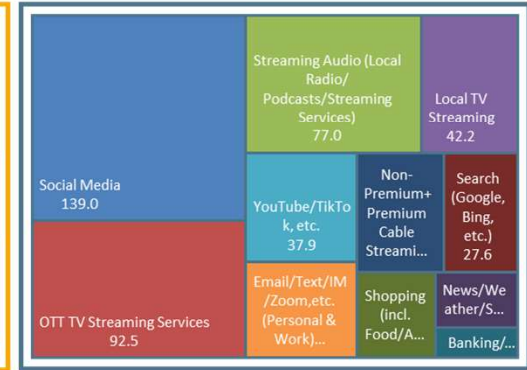 Social Media
139.0
OTT TV Streaming Services
92.5
Streaming Audio (Local
Radio/
Podcasts/Streaming
Services)
77.0
Local TV
Streaming
42.2
YouTube/TikTo
k, etc.
37.9
Non-
Premium+
Premium
Cable
Streami...
Search
(Google,
Bing,
etc.)
27.6
Email/Text/IM
/Zoom,etc.
(Personal &
Work)...
Shopping
(incl.
Food/A...
News/We
ather/S...
Banking/...